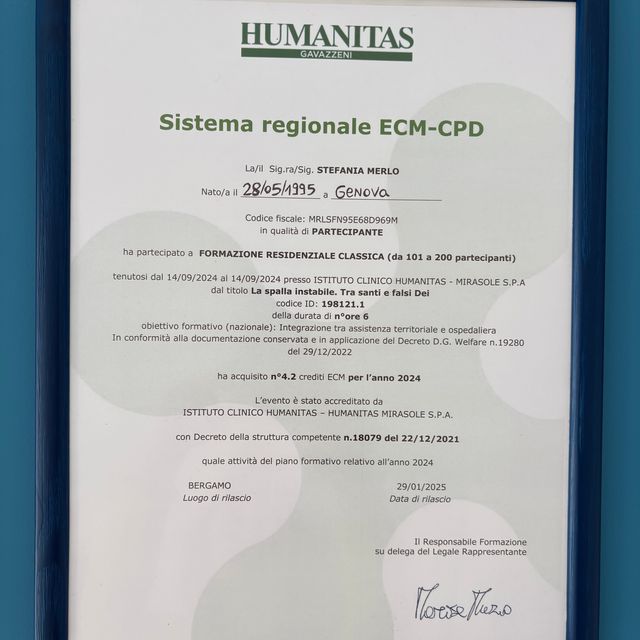 HUMANITAS
GAVAZZENI
Sistema regionale ECM-CPD
La/il Sig.ra/Sig. STEFANIA MERLO
Nato/a il 28/05/1995 a Genova
Codice fiscale: MRLSFN95E68D969M
in qualità di PARTECIPANTE
ha partecipato a FORMAZIONE RESIDENZIALE CLASSICA (da 101 a 200 partecipanti)
tenutosi dal 14/09/2024 al 14/09/2024 presso ISTITUTO CLINICO HUMANITAS - MIRASOLE S.P.A
dal titolo La spalla instabile. Tra santi e falsi Dei
codice ID: 198121.1
della durata di n°ore 6
obiettivo formativo (nazionale): Integrazione tra assistenza territoriale e ospedaliera
In conformità alla documentazione conservata e in applicazione del Decreto D.G. Welfare n.19280
del 29/12/2022
ha acquisito n°4.2 crediti ECM per l'anno 2024
L'evento è stato accreditato da
ISTITUTO CLINICO HUMANITAS – HUMANITAS MIRASOLE S.P.A.
con Decreto della struttura competente n.18079 del 22/12/2021
quale attività del piano formativo relativo all'anno 2024
BERGAMO 29/01/2025
Luogo di rilascio Data di rilascio
Il Responsabile Formazione
su delega del Legale Rappresentante